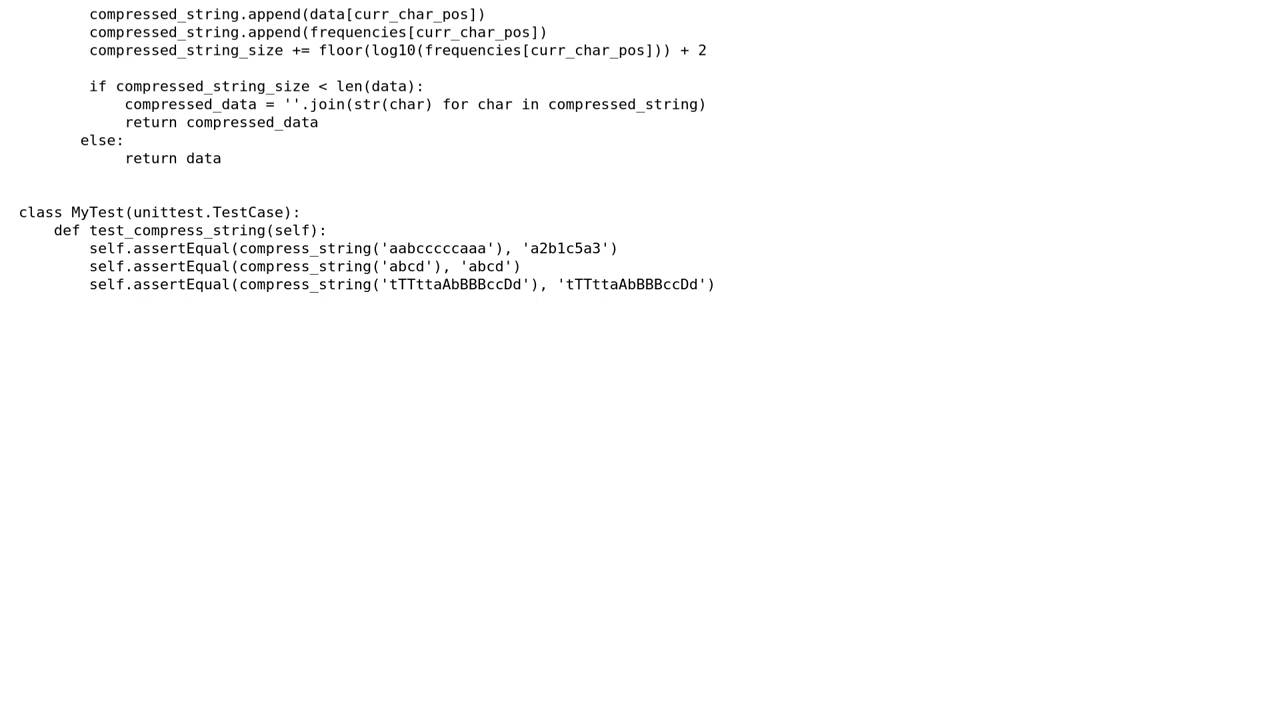 compressed_string.append(data[curr_char_pos])
compressed_string.append(frequencies[curr_char_pos])
compressed_string_size += floor(log10(frequencies[curr_char_pos])) + 2
if compressed_string_size < len(data):
compressed_data = ''.join(str(char) for char in compressed_string)
return compressed_data
else:
return data
class MyTest(unittest.TestCase):
def test_compress_string(self):
self.assertEqual(compress_string('aabcccccaaa'), 'a2b1c5a3')
self.assertEqual(compress_string('abcd'), 'abcd')
self.assertEqual(compress_string('tTTttaAbBBBccDd'), 'tTTttaAbBBBccDd')